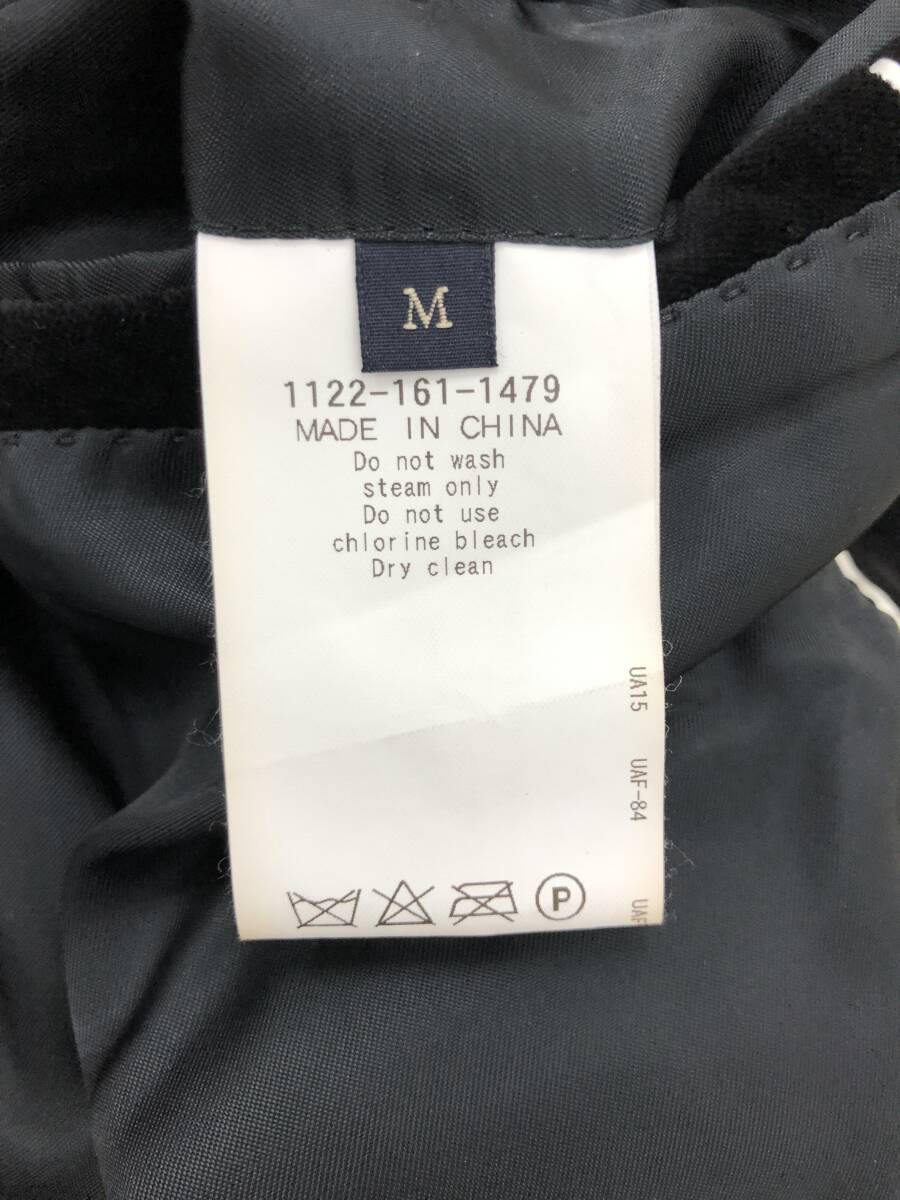 M
1122-161-1479
MADE IN CHINA
Do not wash
steam only
Do not use
chlorine bleach
Dry clean
UA15 UAF-84
P